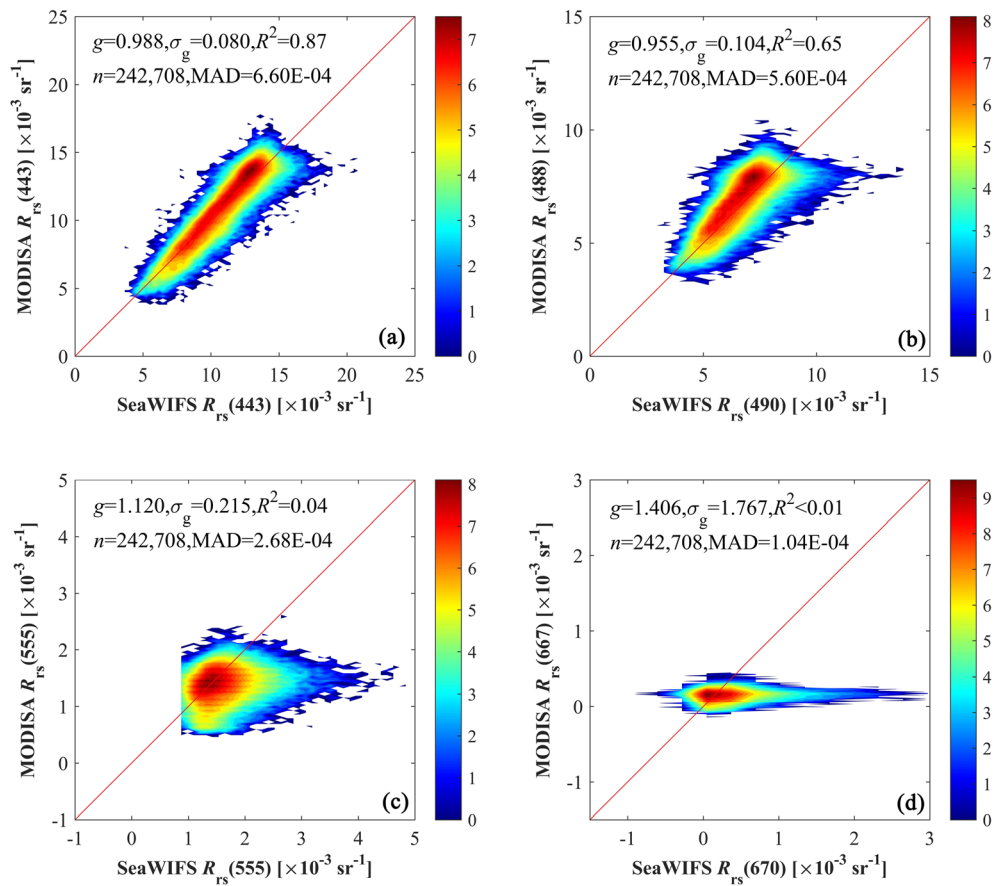 g=0.988,σg=0.080,R²=0.87
n=242,708,MAD=6.60E-04
MODISA Rrs(443) [×10⁻³ sr⁻¹]
25
20
15
10
5
0
0 5 10 15 20 25
SeaWIFS Rrs(443) [×10⁻³ sr⁻¹]
(a)
7
6
5
4
3
2
1
0
g=0.955,σg=0.104,R²=0.65
n=242,708,MAD=5.60E-04
MODISA Rrs(488) [×10⁻³ sr⁻¹]
15
10
5
0
0 5 10 15
SeaWIFS Rrs(490) [×10⁻³ sr⁻¹]
(b)
8
7
6
5
4
3
2
1
0
g=1.120,σg=0.215,R²=0.04
n=242,708,MAD=2.68E-04
MODISA Rrs(555) [×10⁻³ sr⁻¹]
5
4
3
2
1
0
-1
-1 0 1 2 3 4 5
SeaWIFS Rrs(555) [×10⁻³ sr⁻¹]
(c)
8
7
6
5
4
3
2
1
0
g=1.406,σg=1.767,R²<0.01
n=242,708,MAD=1.04E-04
MODISA Rrs(667) [×10⁻³ sr⁻¹]
3
2
1
0
-1
-1 0 1 2 3
SeaWIFS Rrs(670) [×10⁻³ sr⁻¹]
(d)
9
8
7
6
5
4
3
2
1
0